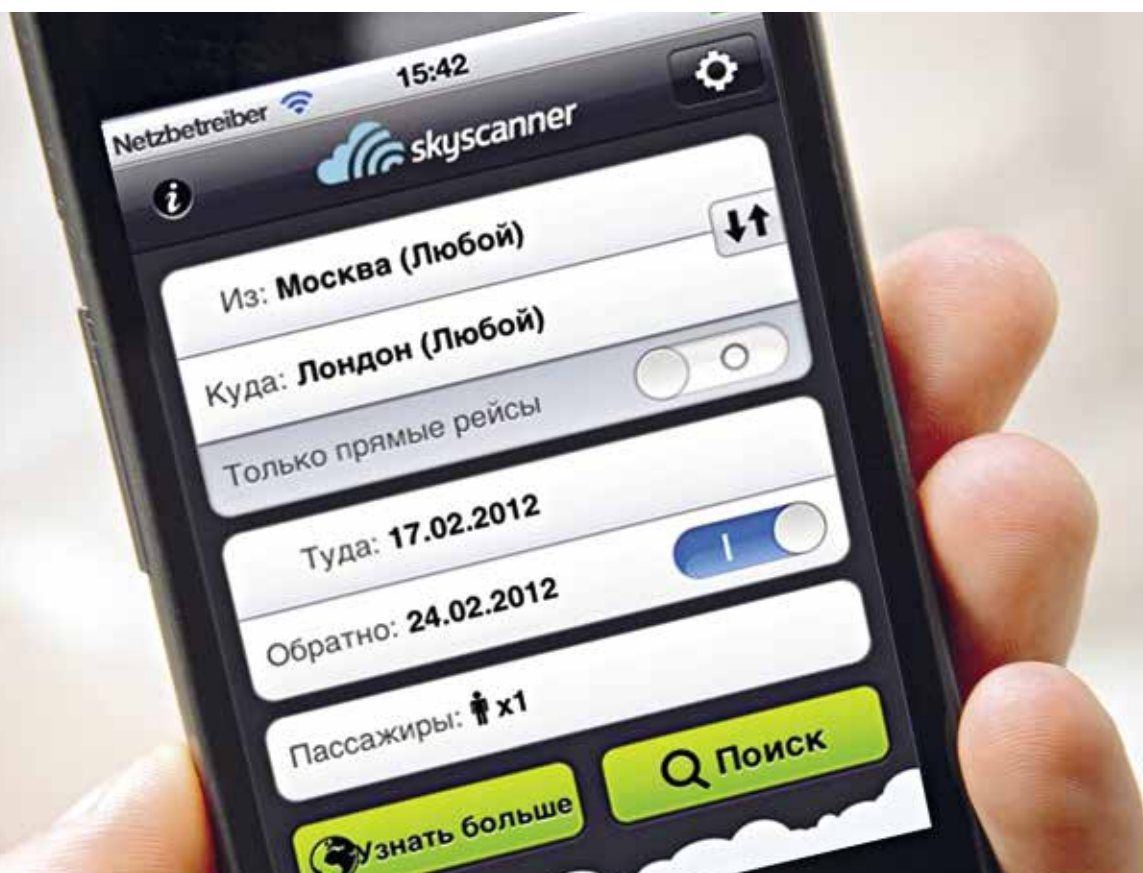 Netzbetreiber 15:42
i skyscanner
Из: Москва (Любой)
Куда: Лондон (Любой)
Только прямые рейсы
Туда: 17.02.2012
Обратно: 24.02.2012
Пассажиры: x1
Узнать больше
Поиск